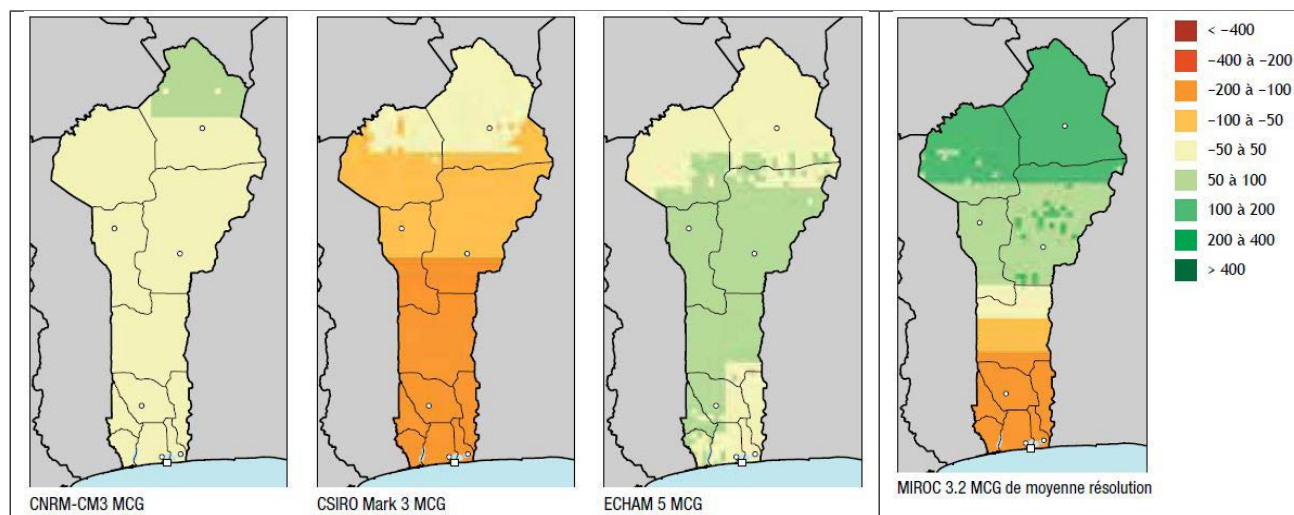 < −400
−400 à −200
−200 à −100
−100 à −50
−50 à 50
50 à 100
100 à 200
200 à 400
> 400
CNRM-CM3 MCG
CSIRO Mark 3 MCG
ECHAM 5 MCG
MIROC 3.2 MCG de moyenne résolution